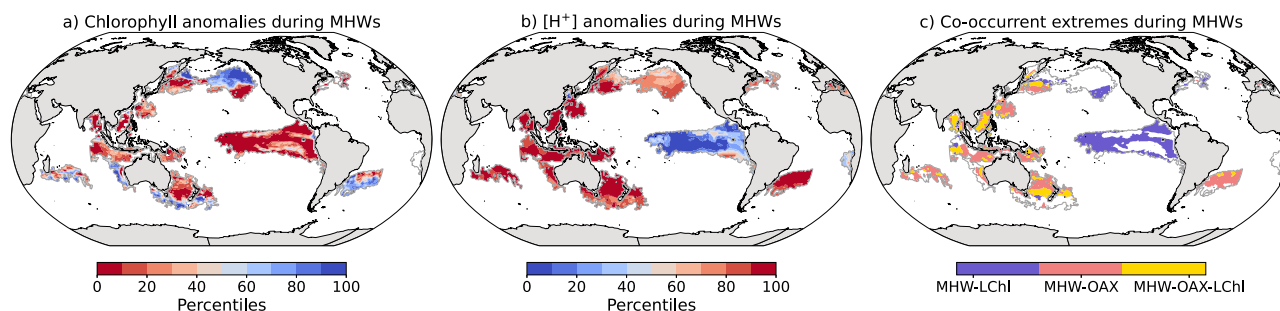 a) Chlorophyll anomalies during MHWs
b) [H⁺] anomalies during MHWs
c) Co-occurrent extremes during MHWs
0 20 40 60 80 100
Percentiles
0 20 40 60 80 100
Percentiles
MHW-LChl MHW-OAX MHW-OAX-LChl